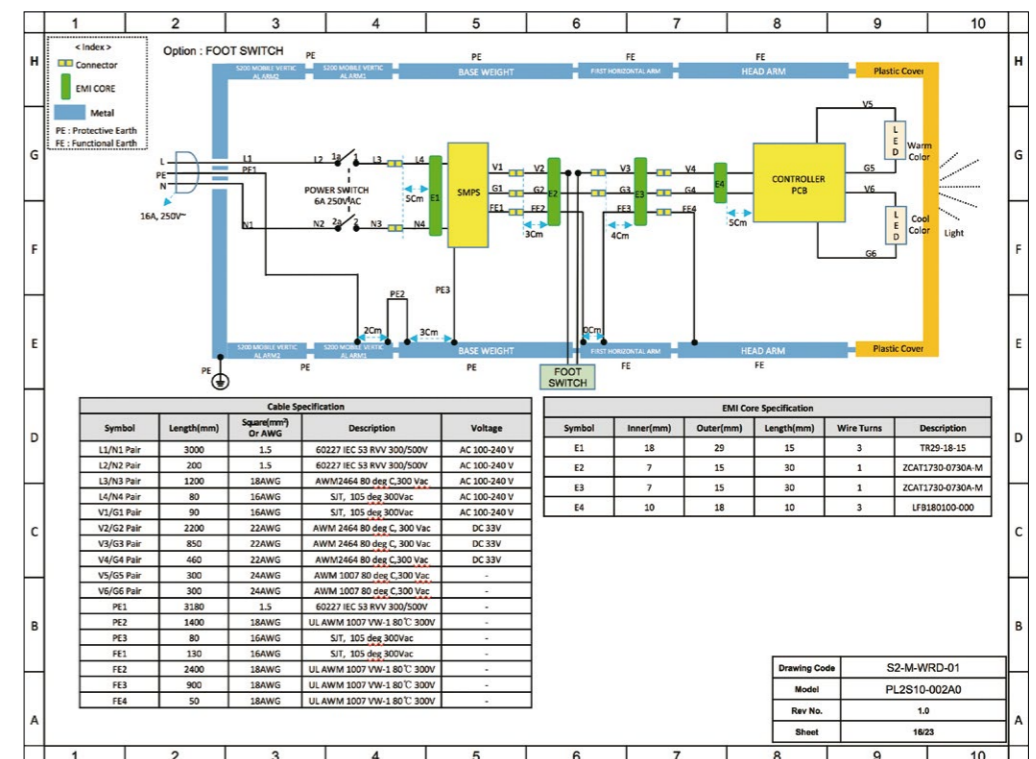 1 2 3 4 5 6 7 8 9 10
H
G
F
E
D
C
B
A
< Index >
Connector
EMI CORE
Metal
PE : Protective Earth
FE : Functional Earth
Option : FOOT SWITCH
PE PE FE FE
S200 MOBILE VERTIC AL ARM2
S200 MOBILE VERTIC AL ARM1
BASE WEIGHT
FIRST HORIZONTAL ARM
HEAD ARM
Plastic Cover
L
PE
N
16A, 250V~
L1
PE1
N1
L2 1a 1 L3 L4
POWER SWITCH
6A 250VAC
N2 2a 2 N3 N4
5Cm
E1
SMPS
V1 V2
G1 G2
FE1 FE2
3Cm
E2
V3 V4
G3 G4
FE3 FE4
4Cm
E3
E4
5Cm
CONTROLLER
PCB
V5
G5
V6
G6
LED
Warm
Color
LED
Cool
Color
Light
PE2
PE3
2Cm
3Cm
0Cm
S200 MOBILE VERTIC AL ARM2
S200 MOBILE VERTIC AL ARM1
BASE WEIGHT
FIRST HORIZONTAL ARM
HEAD ARM
Plastic Cover
PE PE PE FE FE
FOOT
SWITCH
Cable Specification
Symbol Length(mm) Square(mm²) Or AWG Description Voltage
L1/N1 Pair 3000 1.5 60227 IEC 53 RVV 300/500V AC 100-240 V
L2/N2 Pair 200 1.5 60227 IEC 53 RVV 300/500V AC 100-240 V
L3/N3 Pair 1200 18AWG AWM2464 80 deg C,300 Vac AC 100-240 V
L4/N4 Pair 80 16AWG SJT, 105 deg 300Vac AC 100-240 V
V1/G1 Pair 90 16AWG SJT, 105 deg 300Vac AC 100-240 V
V2/G2 Pair 2200 22AWG AWM 2464 80 deg C, 300 Vac DC 33V
V3/G3 Pair 850 22AWG AWM 2464 80 deg C, 300 Vac DC 33V
V4/G4 Pair 460 22AWG AWM2464 80 deg C,300 Vac DC 33V
V5/G5 Pair 300 24AWG AWM 1007 80 deg C,300 Vac -
V6/G6 Pair 300 24AWG AWM 1007 80 deg C,300 Vac -
PE1 3180 1.5 60227 IEC 53 RVV 300/500V -
PE2 1400 18AWG UL AWM 1007 VW-1 80℃ 300V -
PE3 80 16AWG SJT, 105 deg 300Vac -
FE1 130 16AWG SJT, 105 deg 300Vac -
FE2 2400 18AWG UL AWM 1007 VW-1 80℃ 300V -
FE3 900 18AWG UL AWM 1007 VW-1 80℃ 300V -
FE4 50 18AWG UL AWM 1007 VW-1 80℃ 300V -
EMI Core Specification
Symbol Inner(mm) Outer(mm) Length(mm) Wire Turns Description
E1 18 29 15 3 TR29-18-15
E2 7 15 30 1 ZCAT1730-0730A-M
E3 7 15 30 1 ZCAT1730-0730A-M
E4 10 18 10 3 LFB180100-000
Drawing Code S2-M-WRD-01
Model PL2S10-002A0
Rev No. 1.0
Sheet 16/23
H
G
F
E
D
C
B
A
1 2 3 4 5 6 7 8 9 10